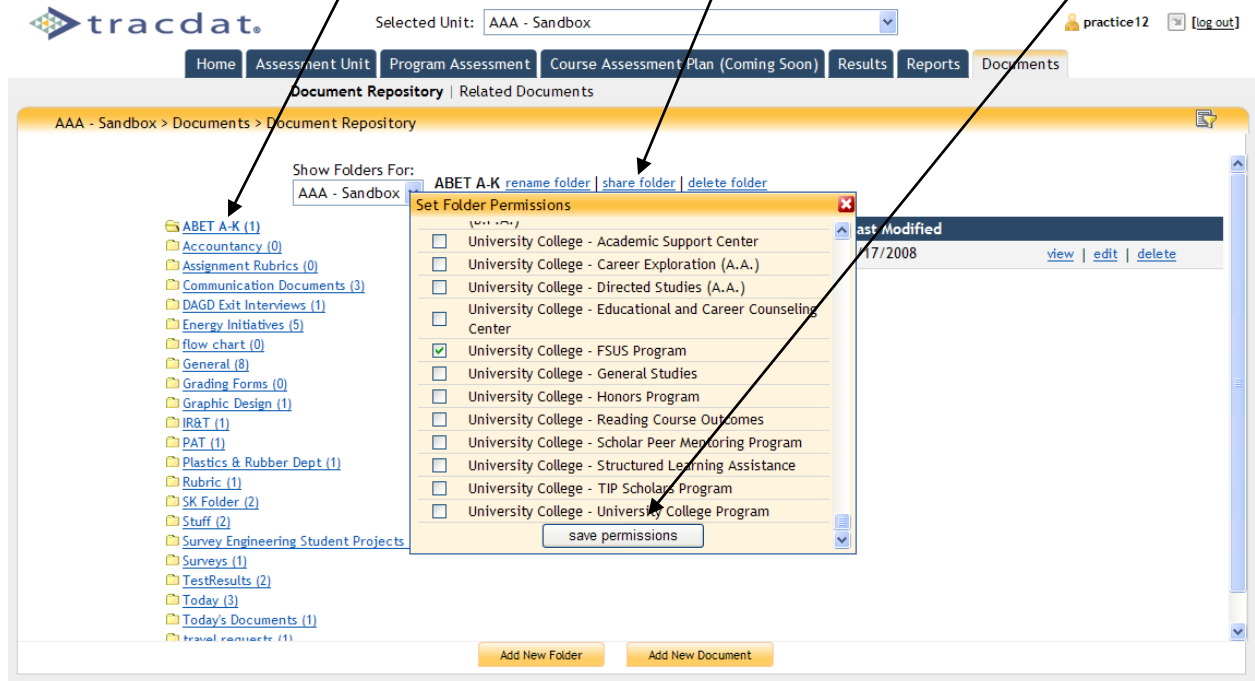 tracdat®
Selected Unit: AAA - Sandbox
practice12 [log out]
Home Assessment Unit Program Assessment Course Assessment Plan (Coming Soon) Results Reports Documents
Document Repository | Related Documents
AAA - Sandbox > Documents > Document Repository
Show Folders For:
AAA - Sandbox
ABET A-K rename folder | share folder | delete folder
ABET A-K (1)
Accountancy (0)
Assignment Rubrics (0)
Communication Documents (3)
DAGD Exit Interviews (1)
Energy Initiatives (5)
flow chart (0)
General (8)
Grading Forms (0)
Graphic Design (1)
IR&T (1)
PAT (1)
Plastics & Rubber Dept (1)
Rubric (1)
SK Folder (2)
Stuff (2)
Survey Engineering Student Projects
Surveys (1)
TestResults (2)
Today (3)
Today's Documents (1)
travel requests (1)
Set Folder Permissions
University College - Academic Support Center
University College - Career Exploration (A.A.)
University College - Directed Studies (A.A.)
University College - Educational and Career Counseling
Center
University College - FSUS Program
University College - General Studies
University College - Honors Program
University College - Reading Course Outcomes
University College - Scholar Peer Mentoring Program
University College - Structured Learning Assistance
University College - TIP Scholars Program
University College - University College Program
save permissions
ast Modified
/17/2008 view | edit | delete
Add New Folder Add New Document